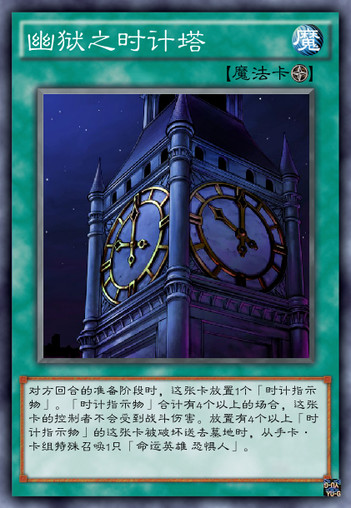 幽狱之时计塔
魔
【魔法卡】
对方回合的准备阶段时，这张卡放置1个「时计指示
物」。「时计指示物」合计有4个以上的场合，这张
卡的控制者不会受到战斗伤害。放置有4个以上「时
计指示物」的这张卡被破坏送去墓地时，从手卡·
卡组特殊召唤1只「命运英雄 恐惧人」。
D-HA
YU-G